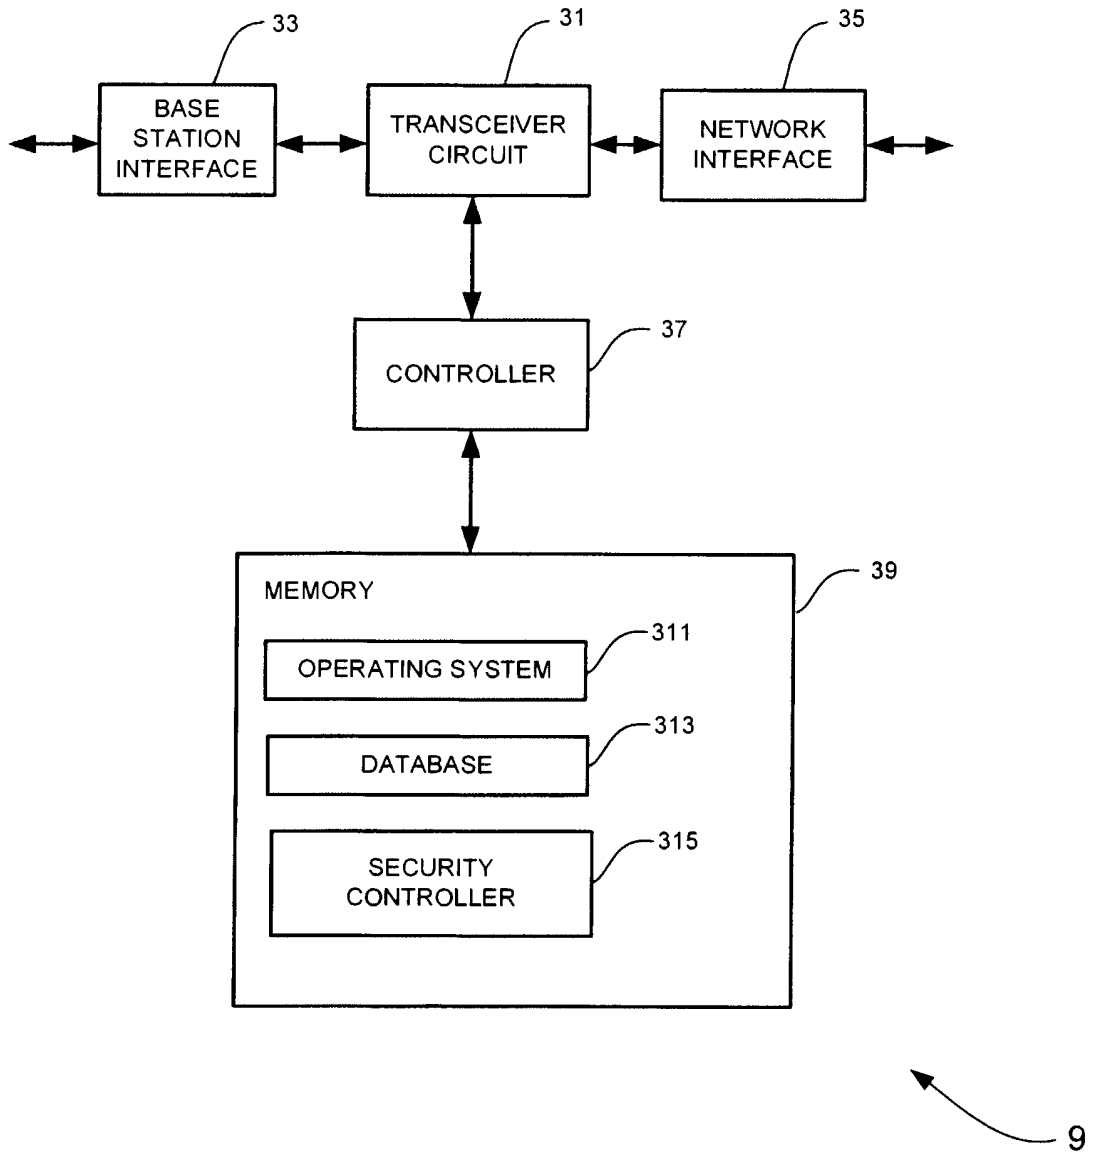 33
31
35
BASE
STATION
INTERFACE
TRANSCEIVER
CIRCUIT
NETWORK
INTERFACE
37
CONTROLLER
39
MEMORY
311
OPERATING SYSTEM
313
DATABASE
315
SECURITY
CONTROLLER
9